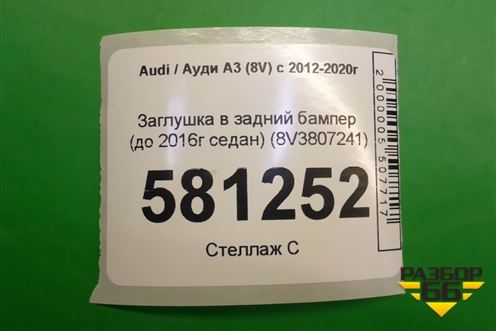 Audi / Ауди А3 (8V) с 2012-2020г
Заглушка в задний бампер
(до 2016г седан) (8V3807241)
581252
Стеллаж С
2000005507717
РАЗБОР
66